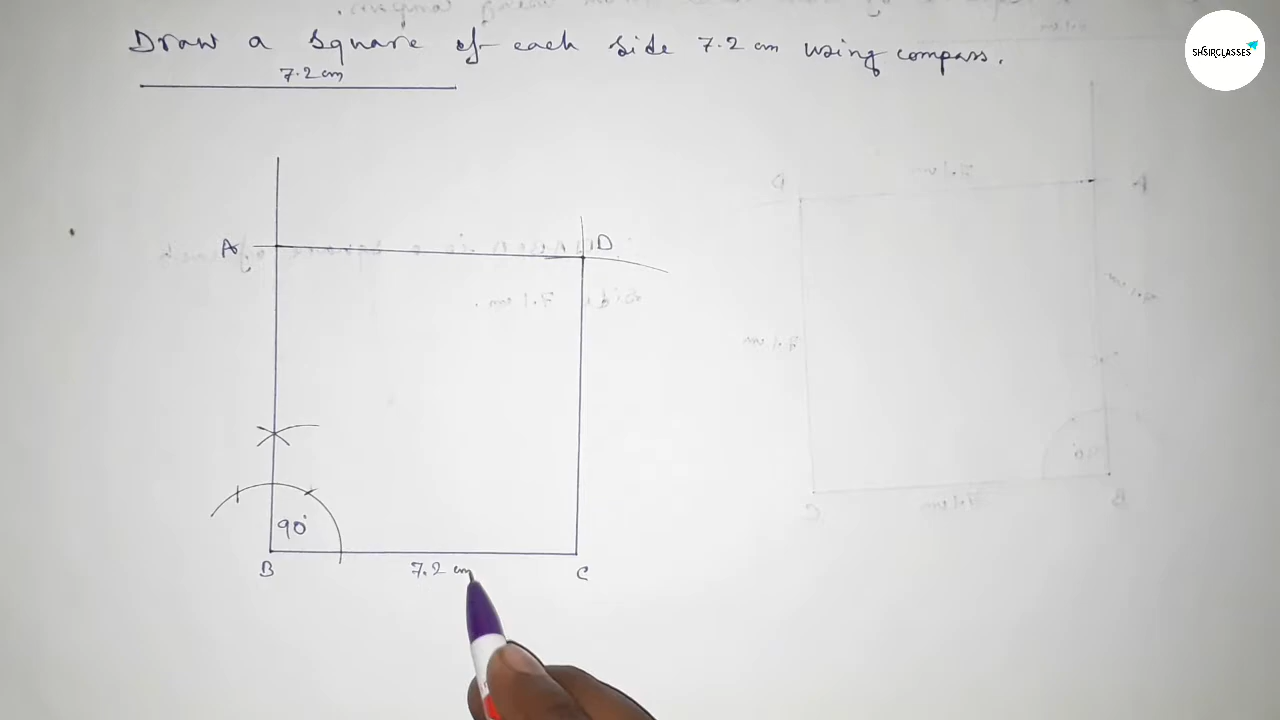 Draw a square of each side 7.2 cm using compass.
SHSIRCLASSES
7.2 cm
A
D
90°
B
7.2 cm
C